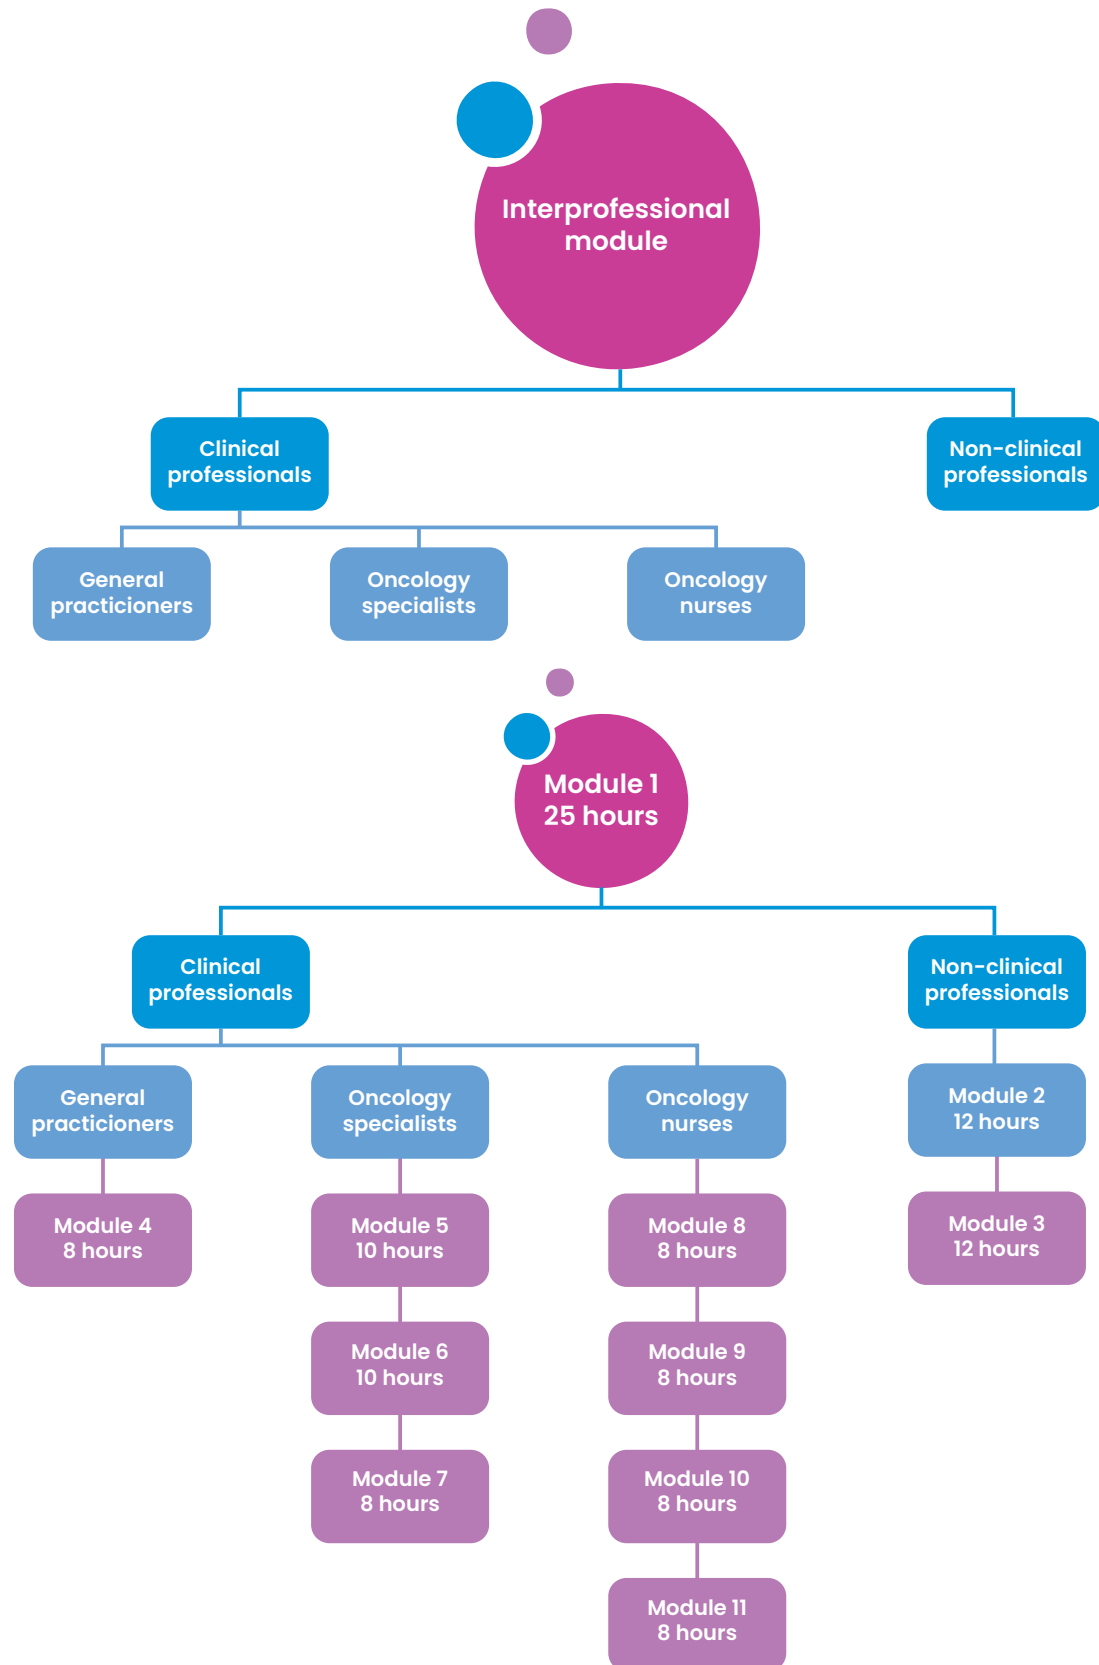 Interprofessional
module
Clinical
professionals
Non-clinical
professionals
General
practicioners
Oncology
specialists
Oncology
nurses
Module 1
25 hours
Clinical
professionals
Non-clinical
professionals
General
practicioners
Oncology
specialists
Oncology
nurses
Module 2
12 hours
Module 4
8 hours
Module 5
10 hours
Module 8
8 hours
Module 3
12 hours
Module 6
10 hours
Module 9
8 hours
Module 7
8 hours
Module 10
8 hours
Module 11
8 hours